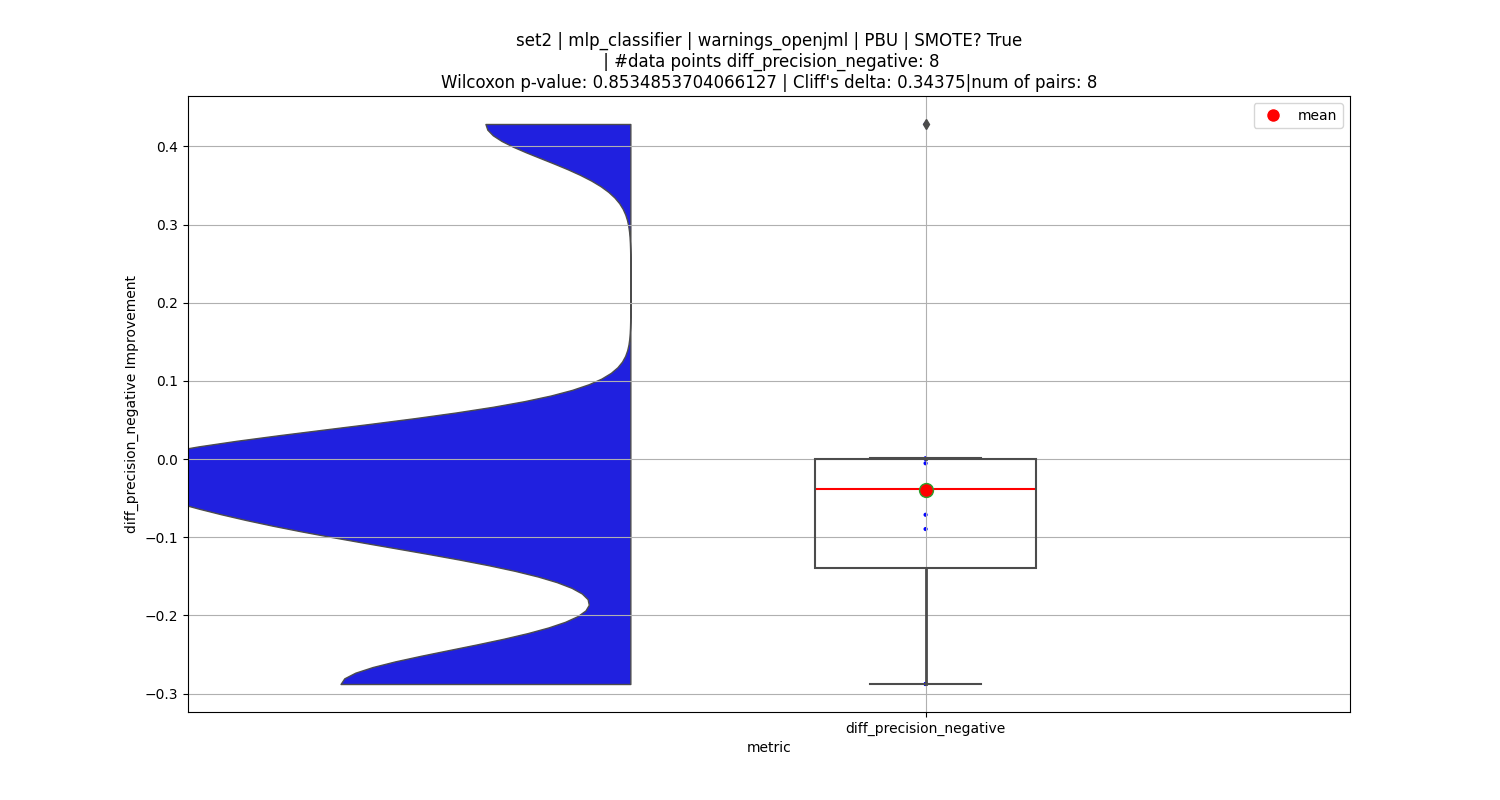 set2 | mlp_classifier | warnings_openjml | PBU | SMOTE? True
| #data points diff_precision_negative: 8
Wilcoxon p-value: 0.8534853704066127 | Cliff's delta: 0.34375|num of pairs: 8
mean
0.4
0.3
0.2
0.1
0.0
−0.1
−0.2
−0.3
diff_precision_negative Improvement
diff_precision_negative
metric